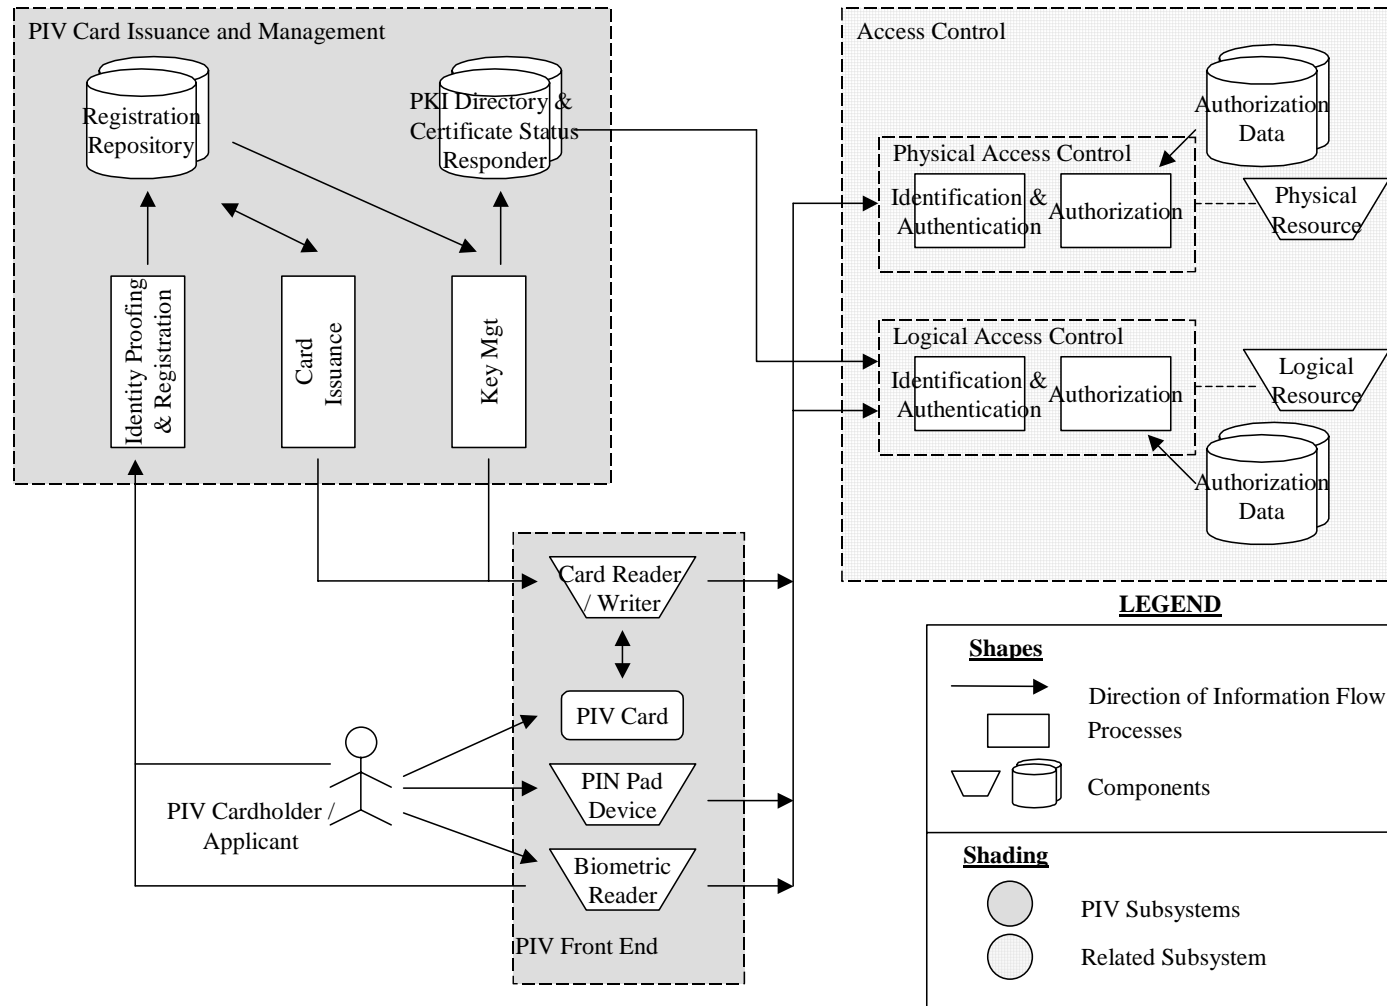 PIV Card Issuance and Management
Registration
Repository
PKI Directory &
Certificate Status
Responder
Identity Proofing
& Registration
Card
Issuance
Key Mgt
Access Control
Authorization
Data
Physical Access Control
Identification &
Authentication
Authorization
Physical
Resource
Logical Access Control
Identification &
Authentication
Authorization
Logical
Resource
Authorization
Data
Card Reader
/ Writer
PIV Card
PIN Pad
Device
Biometric
Reader
PIV Front End
PIV Cardholder /
Applicant
LEGEND
Shapes
Direction of Information Flow
Processes
Components
Shading
PIV Subsystems
Related Subsystem